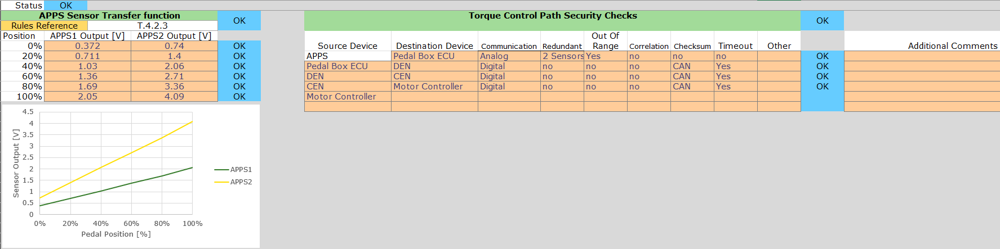 Status OK
APPS Sensor Transfer function OK
Rules Reference T.4.2.3
Position APPS1 Output [V] APPS2 Output [V]
0% 0.372 0.74 OK
20% 0.711 1.4 OK
40% 1.03 2.06 OK
60% 1.36 2.71 OK
80% 1.69 3.36 OK
100% 2.05 4.09 OK
4.5
4
3.5
3
2.5
2
1.5
1
0.5
0
0% 20% 40% 60% 80% 100%
Sensor Output [V]
Pedal Position [%]
APPS1
APPS2
Torque Control Path Security Checks OK
Source Device Destination Device Communication Redundant Out Of Range Correlation Checksum Timeout Other Additional Comments
APPS Pedal Box ECU Analog 2 Sensors Yes no no no OK
Pedal Box ECU DEN Digital no no no CAN Yes OK
DEN CEN Digital no no no CAN Yes OK
CEN Motor Controller Digital no no no CAN Yes OK
Motor Controller